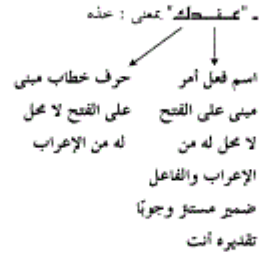 - "عـنـدك" بمعنى : خذه
اسم فعل أمر
مبنى على الفتح
لا محل له من
الإعراب والفاعل
ضمير مستتر وجوبًا
تقديره أنت
حرف خطاب مبنى
على الفتح لا محل
له من الإعراب